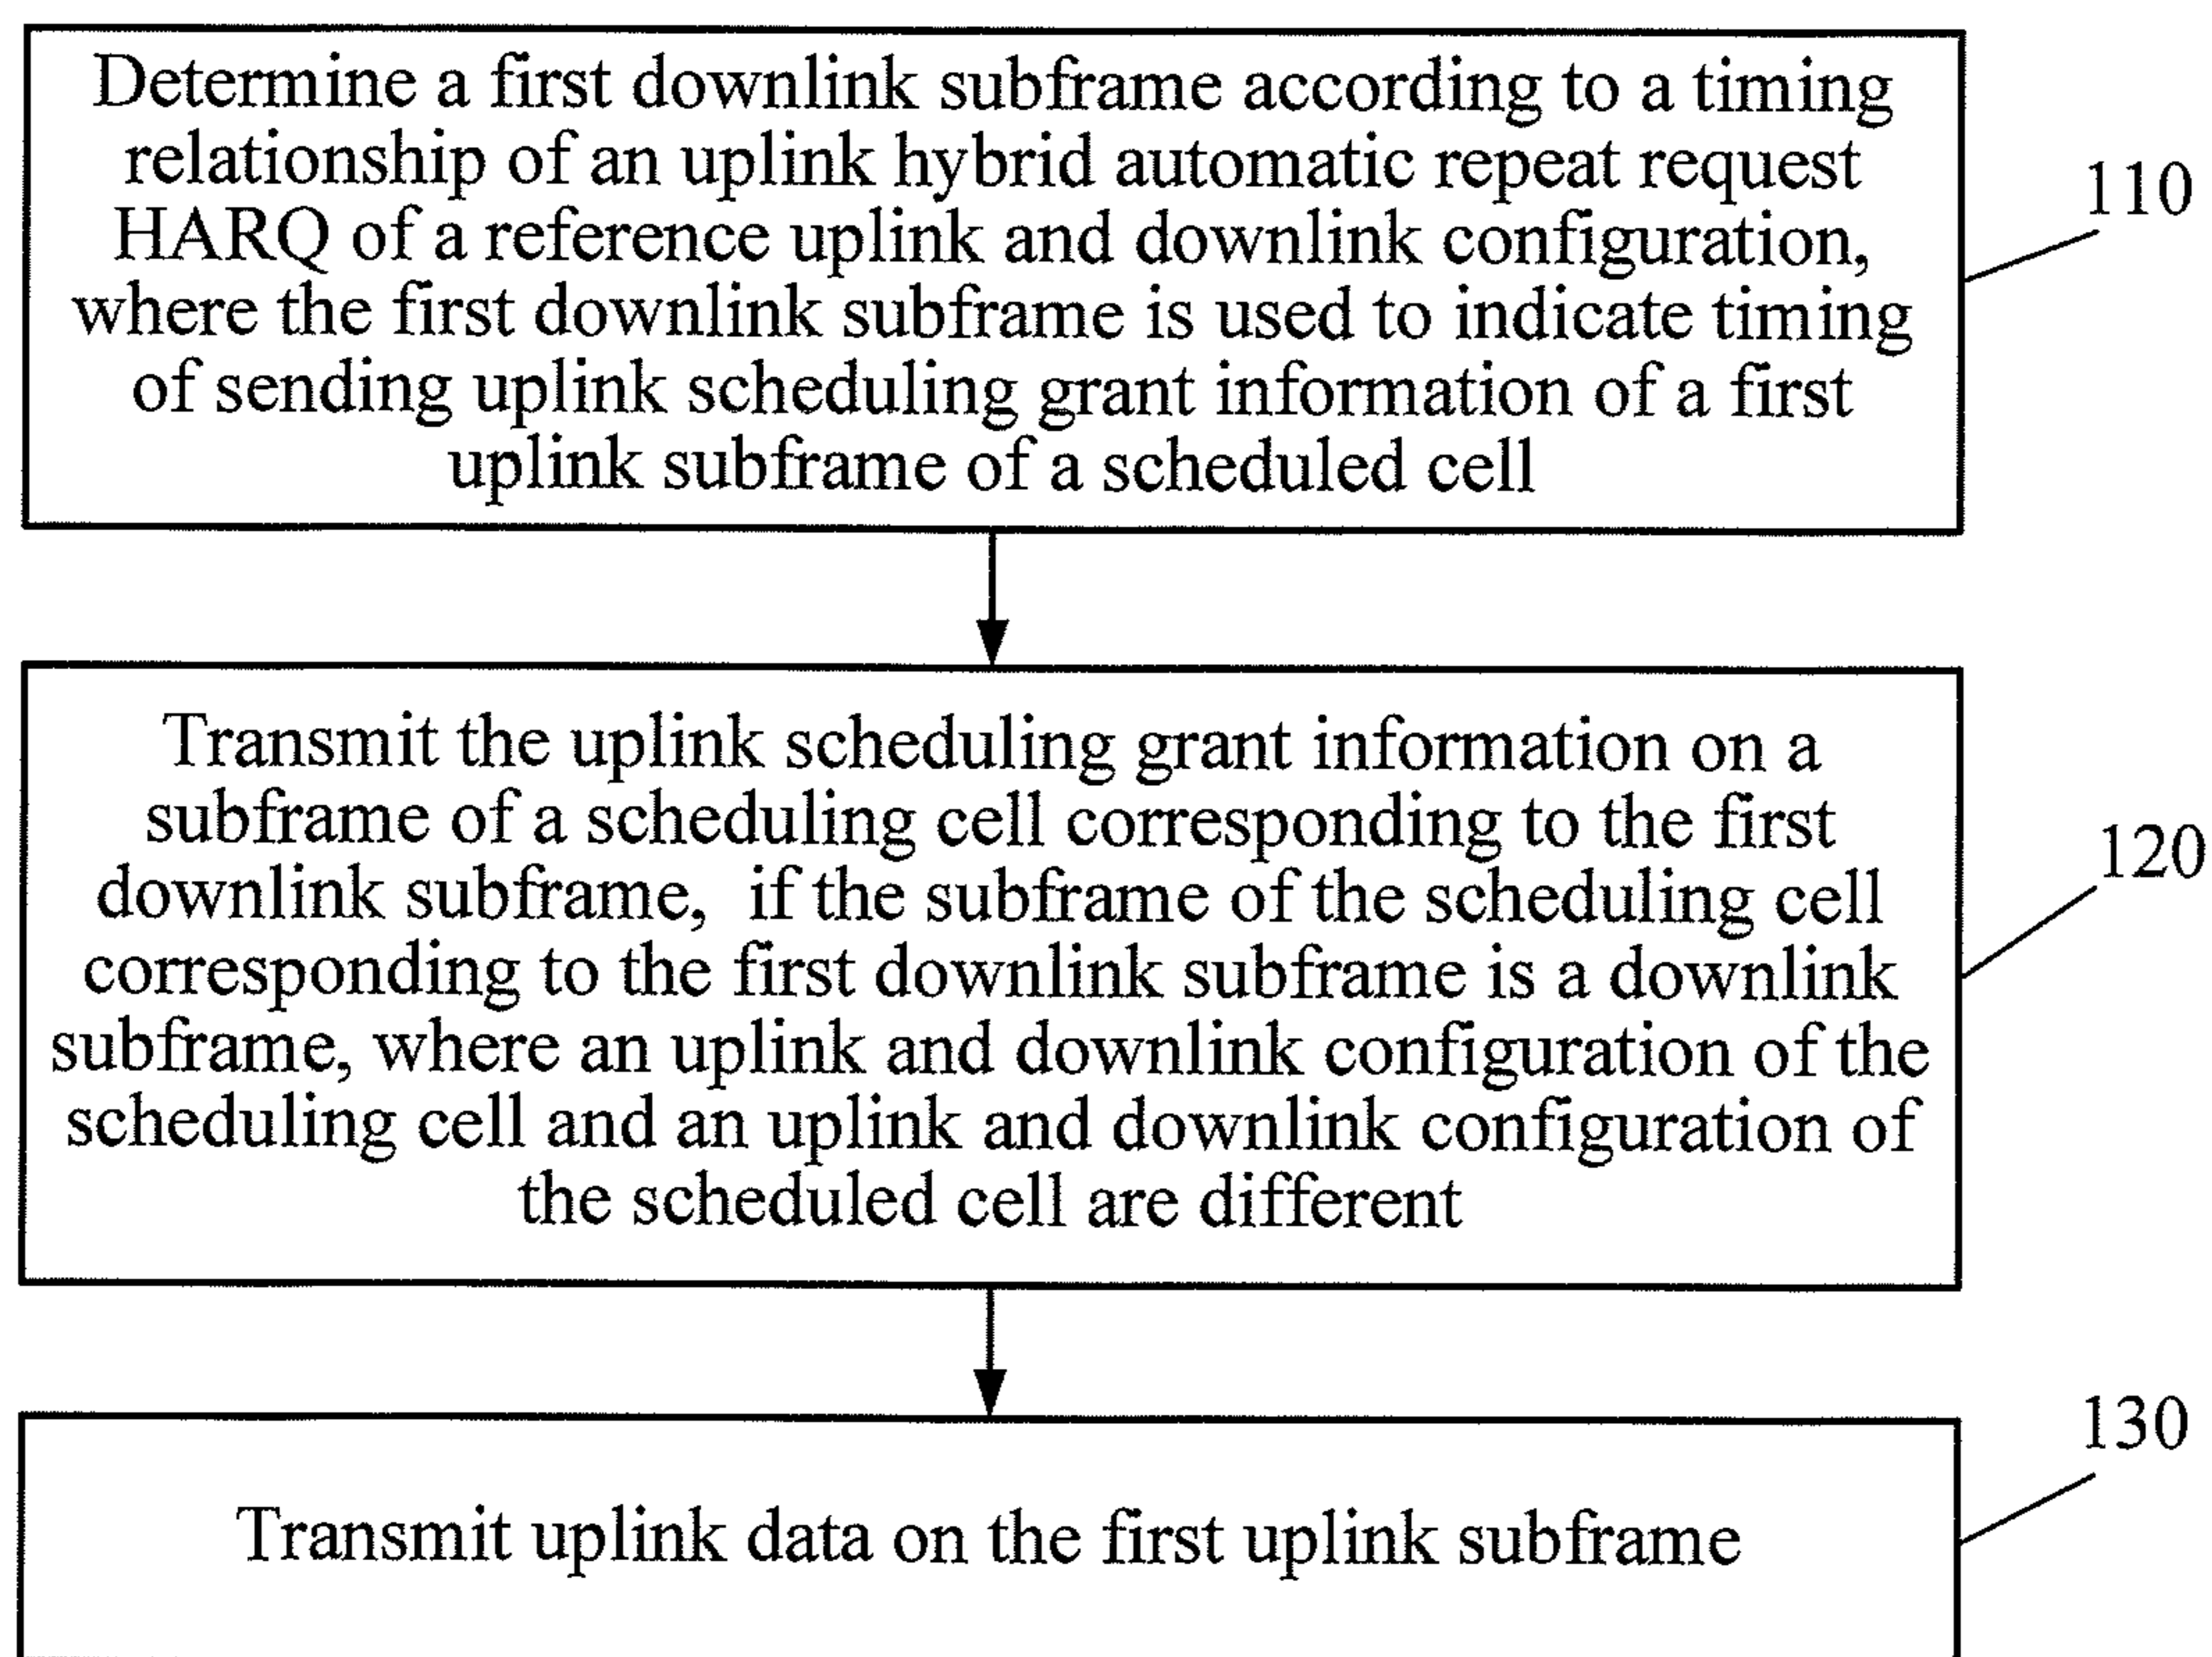 Determine a first downlink subframe according to a timing
relationship of an uplink hybrid automatic repeat request
HARQ of a reference uplink and downlink configuration,
where the first downlink subframe is used to indicate timing
of sending uplink scheduling grant information of a first
uplink subframe of a scheduled cell
110
Transmit the uplink scheduling grant information on a
subframe of a scheduling cell corresponding to the first
downlink subframe, if the subframe of the scheduling cell
corresponding to the first downlink subframe is a downlink
subframe, where an uplink and downlink configuration of the
scheduling cell and an uplink and downlink configuration of
the scheduled cell are different
120
Transmit uplink data on the first uplink subframe
130